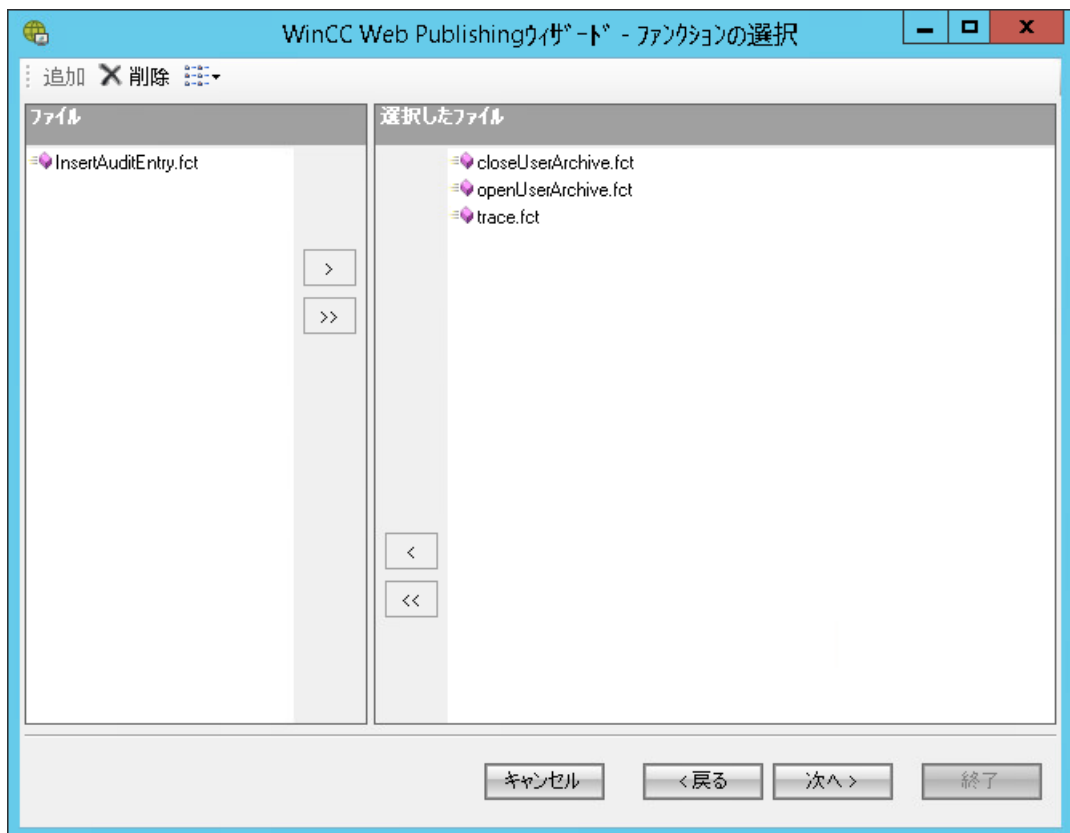 WinCC Web Publishingウィザード - ファンクションの選択
追加 削除
ファイル 選択したファイル
InsertAuditEntry.fct
closeUserArchive.fct
openUserArchive.fct
trace.fct
>
>>
<
<<
キャンセル <戻る 次へ> 終了